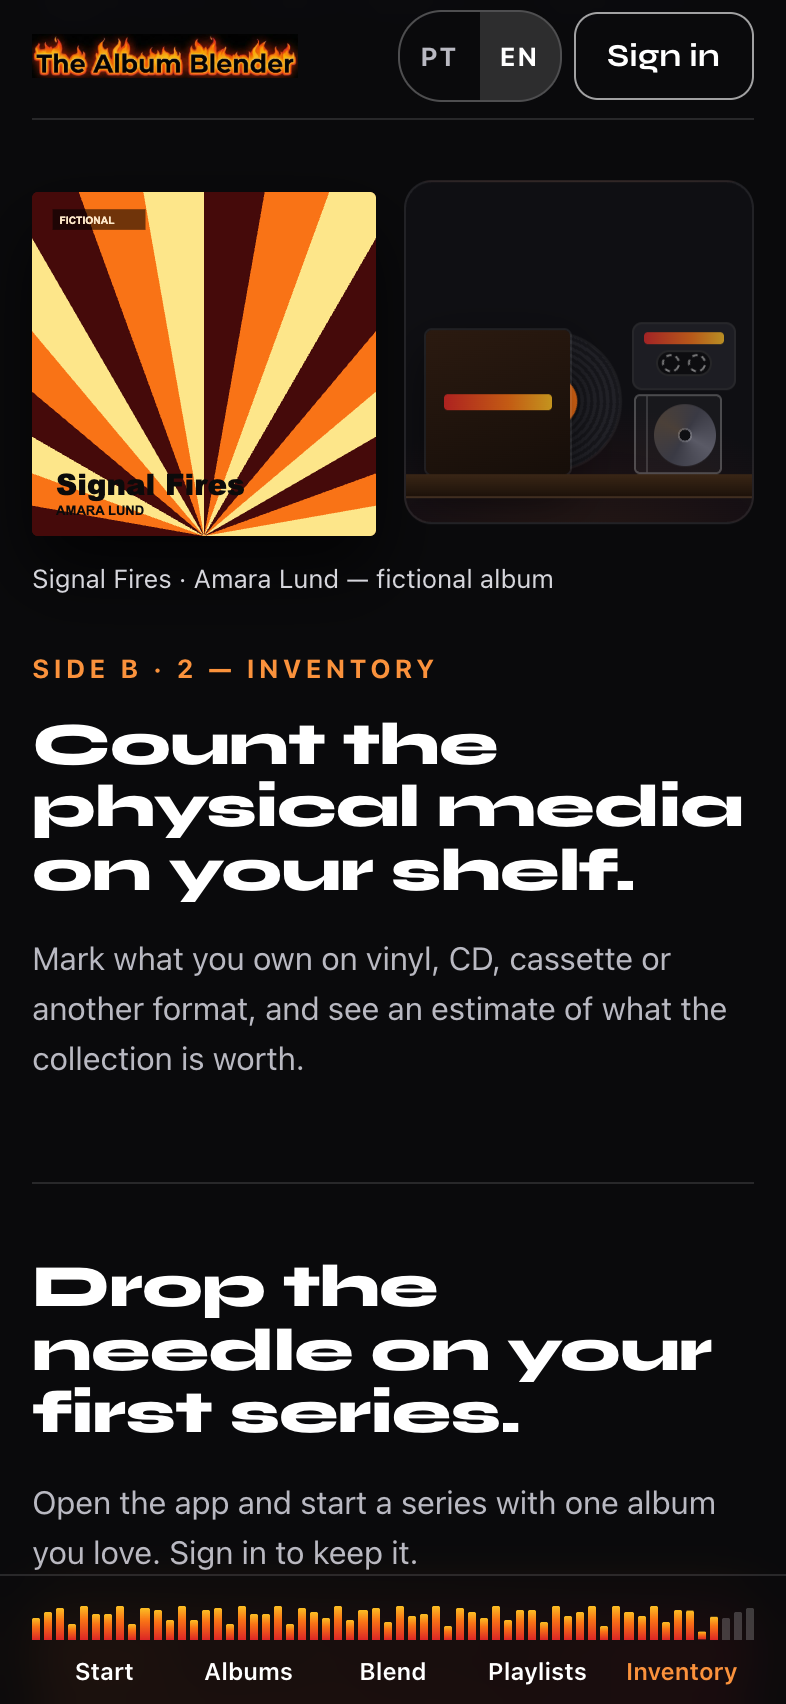 The Album Blender
PT
EN
Sign in
FICTIONAL
Signal Fires
AMARA LUND
Signal Fires · Amara Lund — fictional album
SIDE B · 2 — INVENTORY
Count the
physical media
on your shelf.
Mark what you own on vinyl, CD, cassette or
another format, and see an estimate of what the
collection is worth.
Drop the
needle on your
first series.
Open the app and start a series with one album
you love. Sign in to keep it.
Start
Albums
Blend
Playlists
Inventory